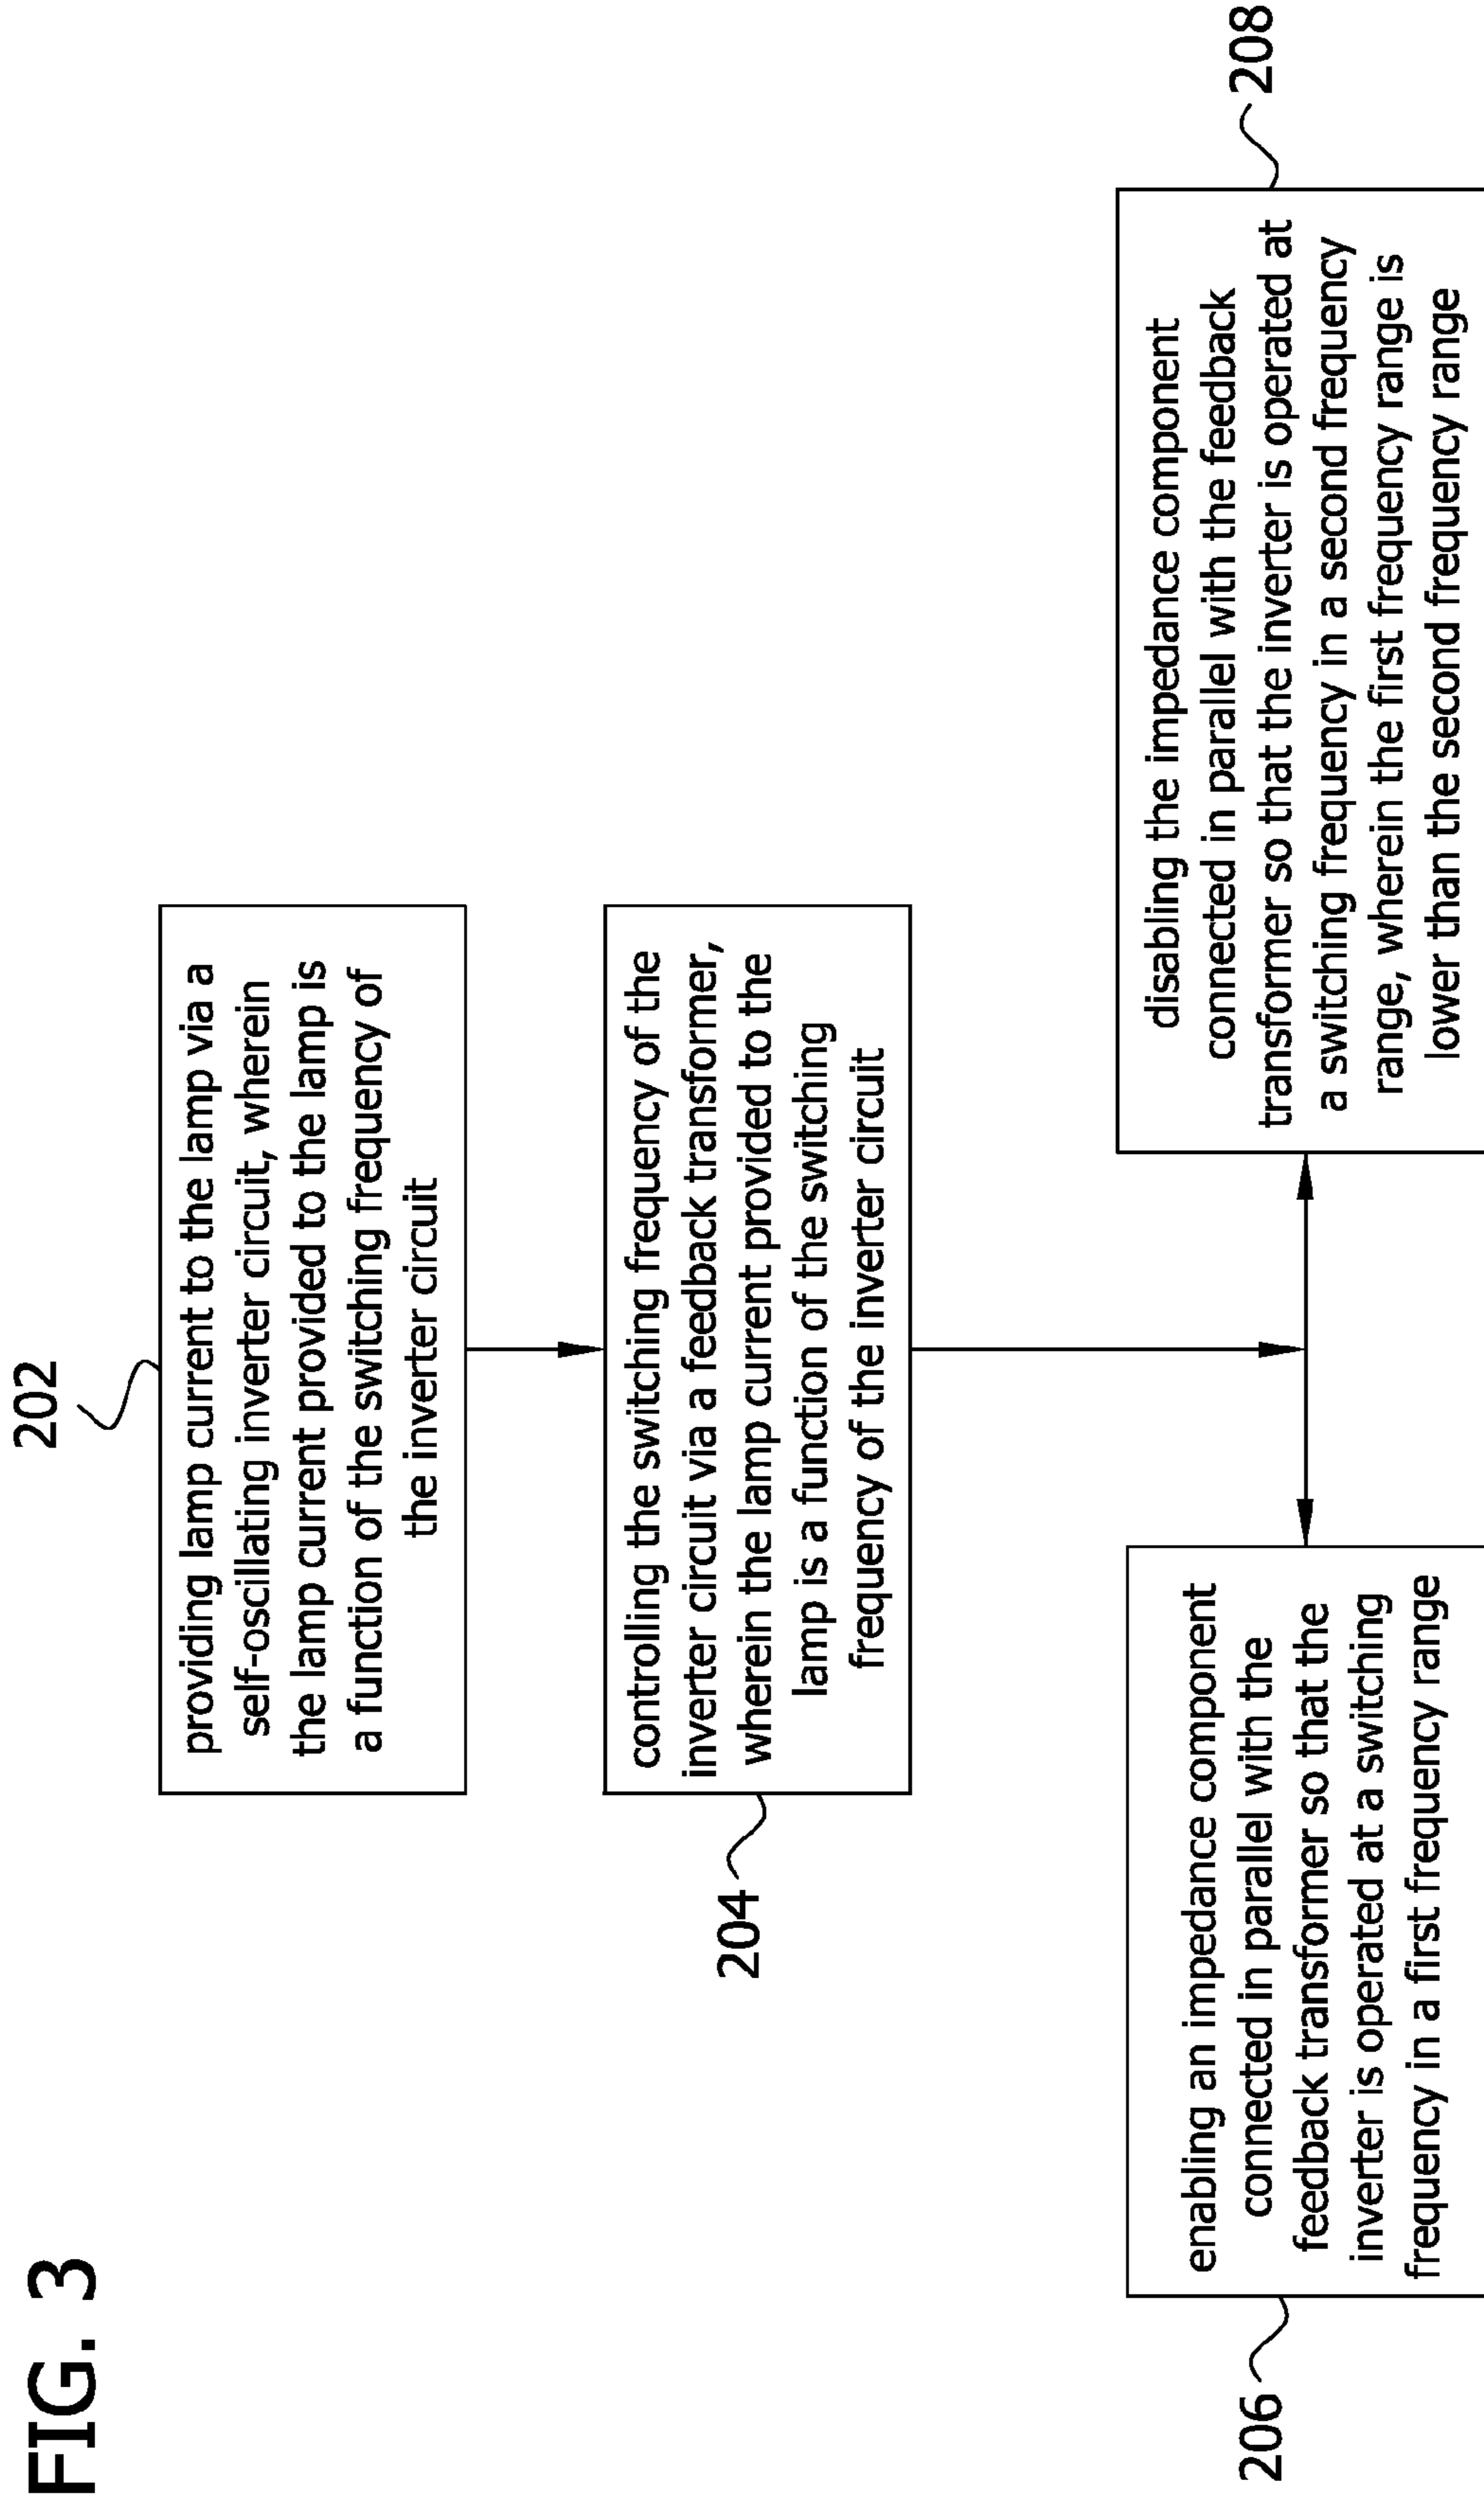 FIG. 3
202
providing lamp current to the lamp via a
self-oscillating inverter circuit, wherein
the lamp current provided to the lamp is
a function of the switching frequency of
the inverter circuit
204
controlling the switching frequency of the
inverter circuit via a feedback transformer,
wherein the lamp current provided to the
lamp is a function of the switching
frequency of the inverter circuit
206
enabling an impedance component
connected in parallel with the
feedback transformer so that the
inverter is operated at a switching
frequency in a first frequency range
208
disabling the impedance component
connected in parallel with the feedback
transformer so that the inverter is operated at
a switching frequency in a second frequency
range, wherein the first frequency range is
lower than the second frequency range